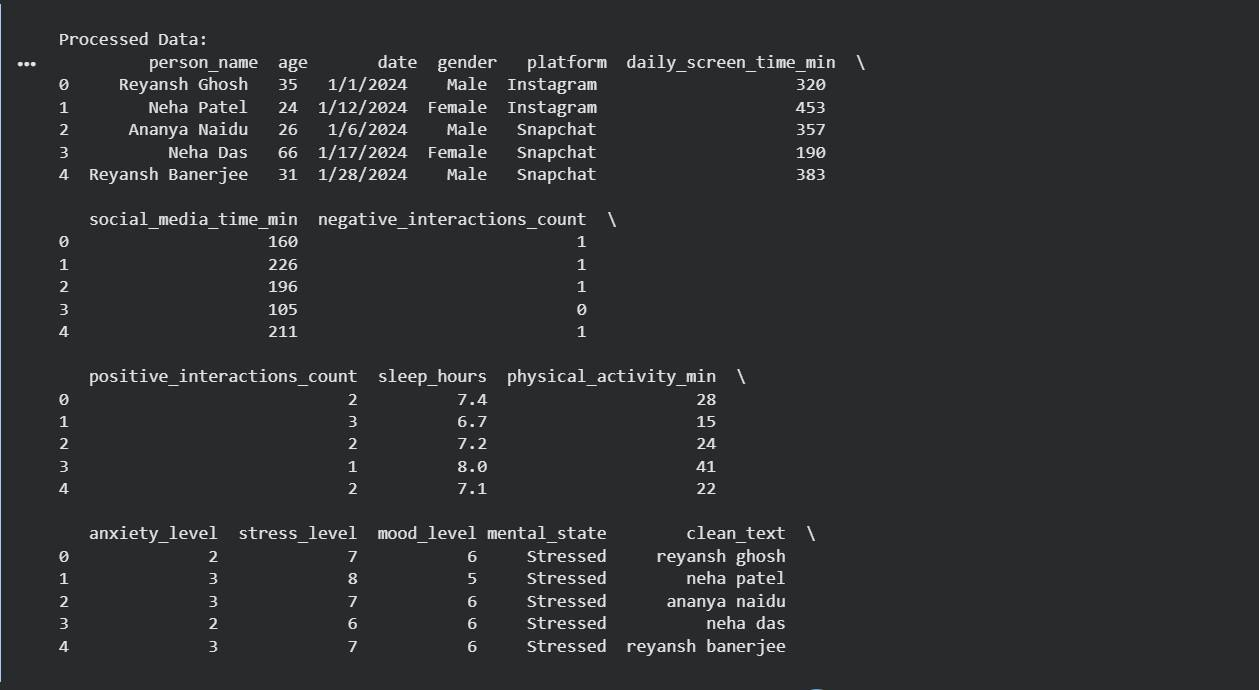 Processed Data:
person_name age date gender platform daily_screen_time_min \
0 Reyansh Ghosh 35 1/1/2024 Male Instagram 320
1 Neha Patel 24 1/12/2024 Female Instagram 453
2 Ananya Naidu 26 1/6/2024 Male Snapchat 357
3 Neha Das 66 1/17/2024 Female Snapchat 190
4 Reyansh Banerjee 31 1/28/2024 Male Snapchat 383
social_media_time_min negative_interactions_count \
0 160 1
1 226 1
2 196 1
3 105 0
4 211 1
positive_interactions_count sleep_hours physical_activity_min \
0 2 7.4 28
1 3 6.7 15
2 2 7.2 24
3 1 8.0 41
4 2 7.1 22
anxiety_level stress_level mood_level mental_state clean_text \
0 2 7 6 Stressed reyansh ghosh
1 3 8 5 Stressed neha patel
2 3 7 6 Stressed ananya naidu
3 2 6 6 Stressed neha das
4 3 7 6 Stressed reyansh banerjee